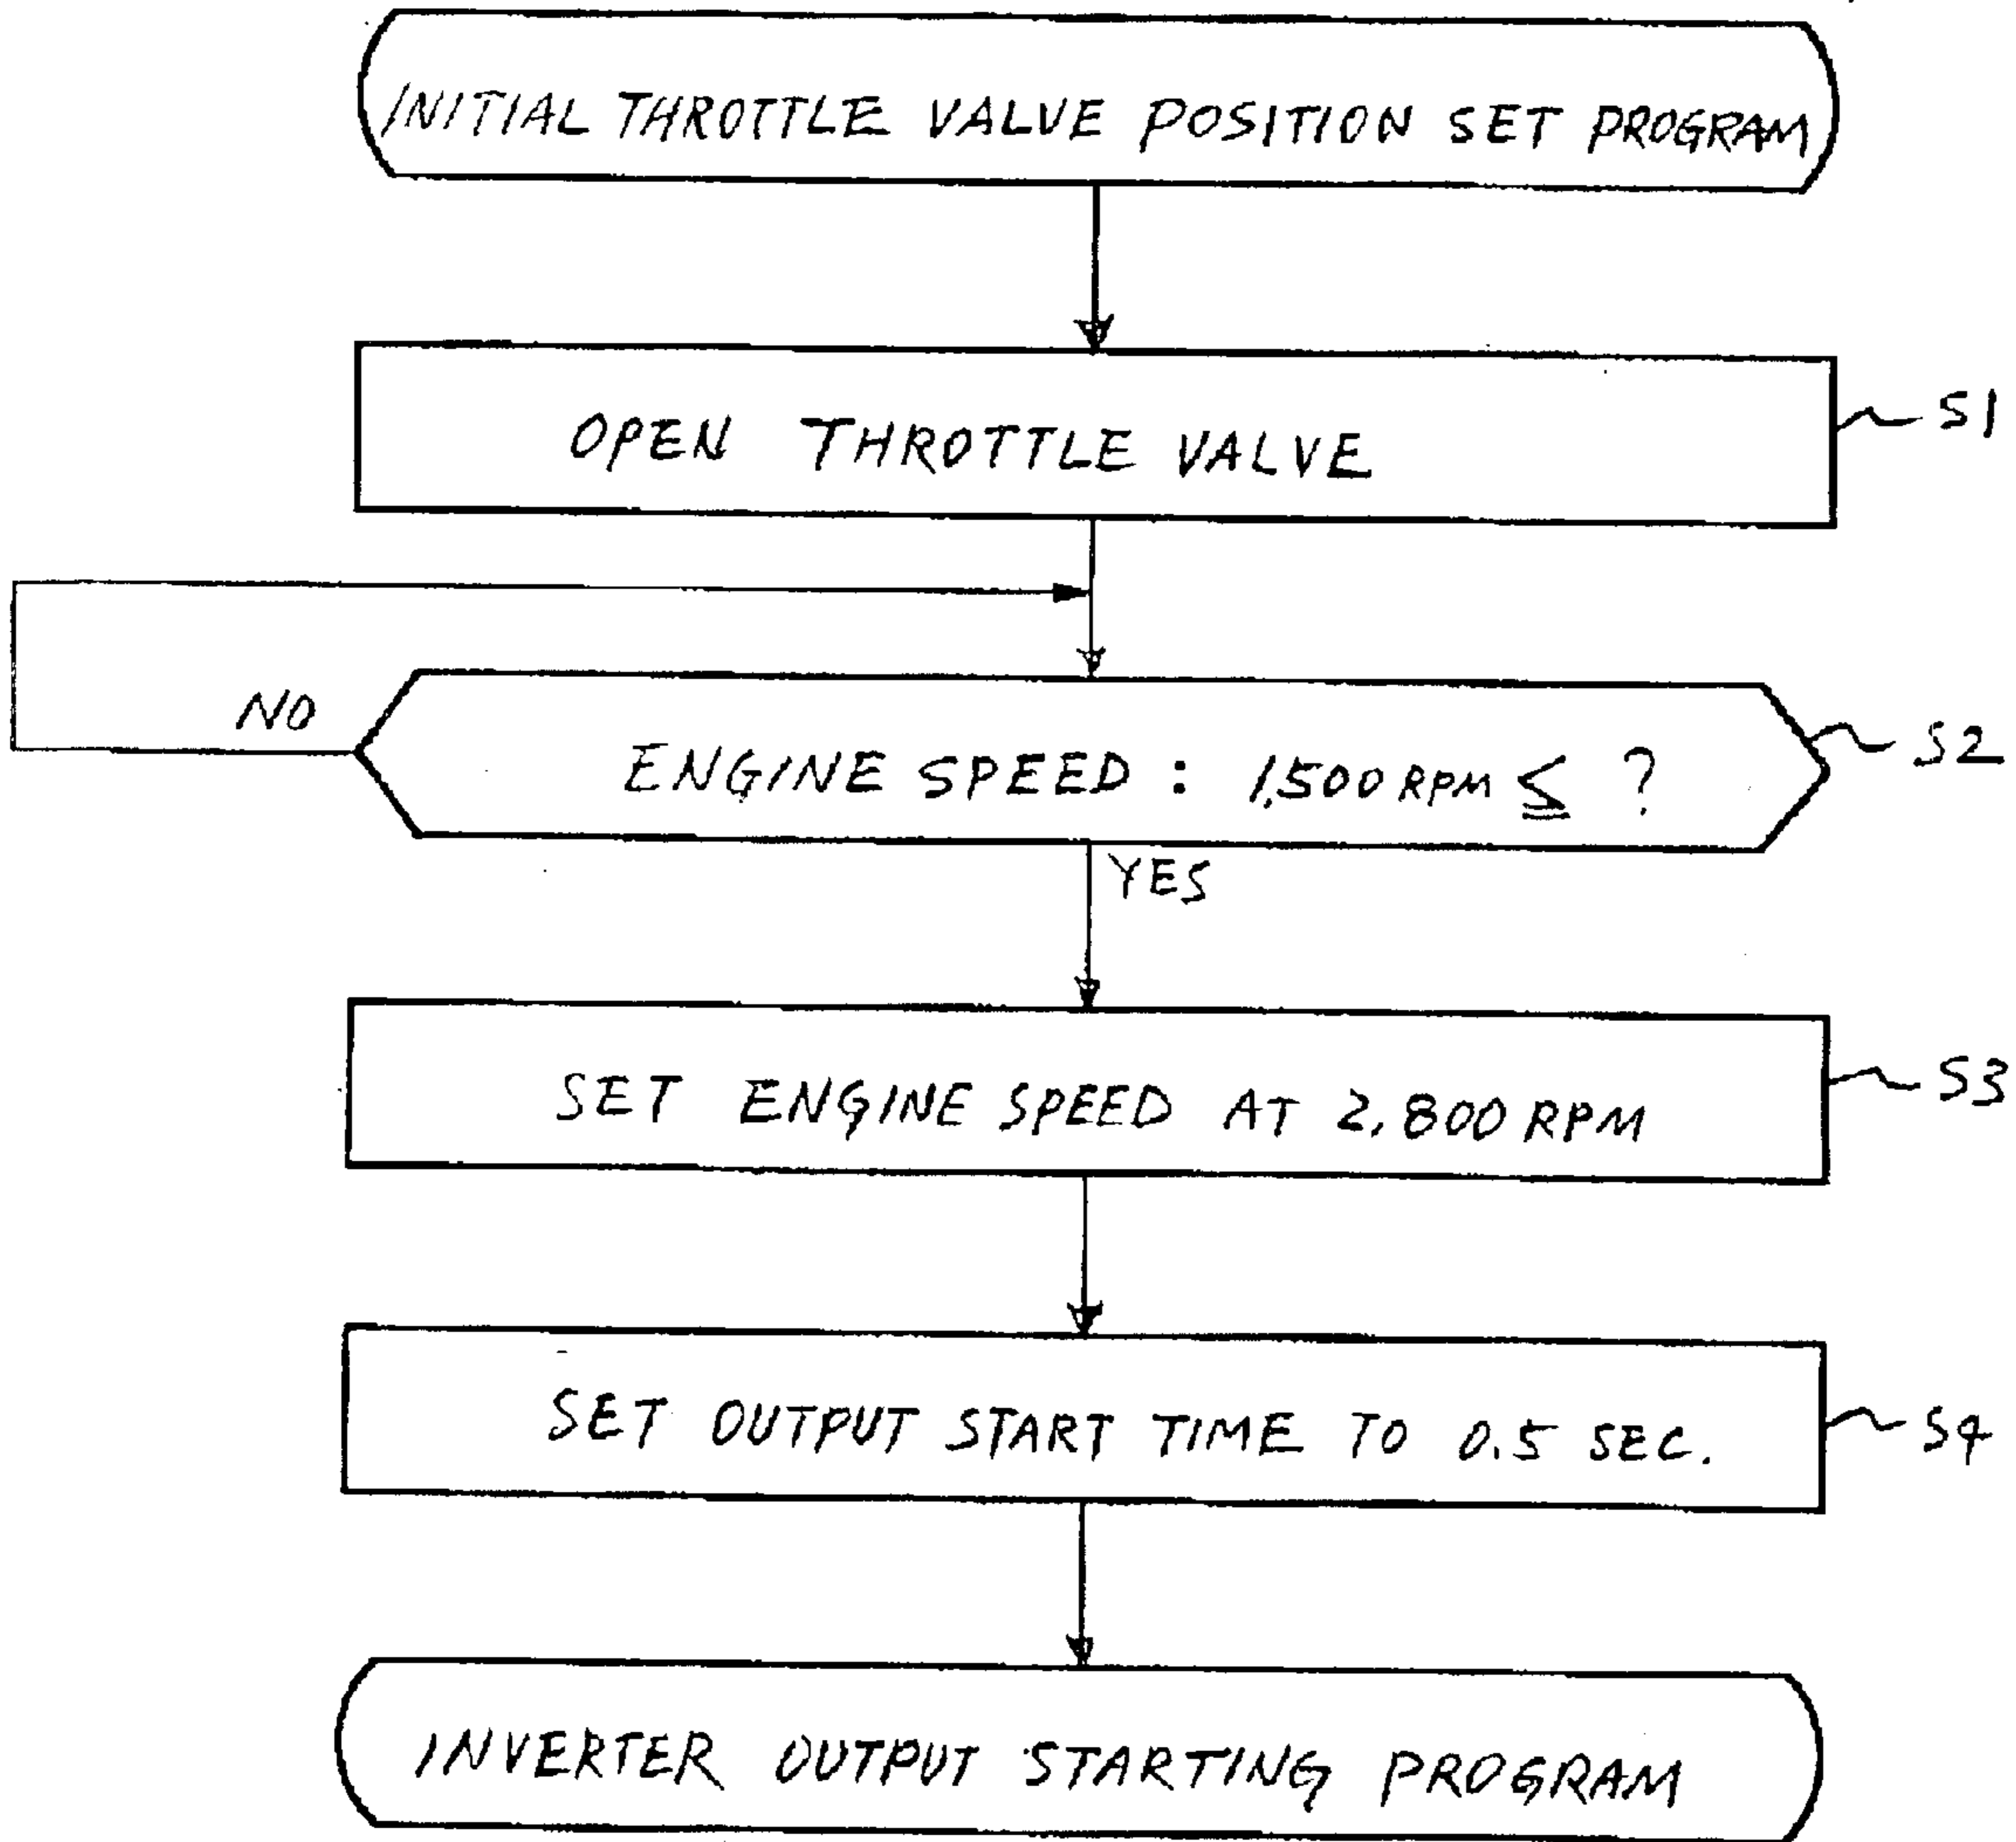 INITIAL THROTTLE VALVE POSITION SET PROGRAM
OPEN THROTTLE VALVE
S1
NO
ENGINE SPEED : 1,500 RPM ≦ ?
S2
YES
SET ENGINE SPEED AT 2,800 RPM
S3
SET OUTPUT START TIME TO 0.5 SEC.
S4
INVERTER OUTPUT STARTING PROGRAM